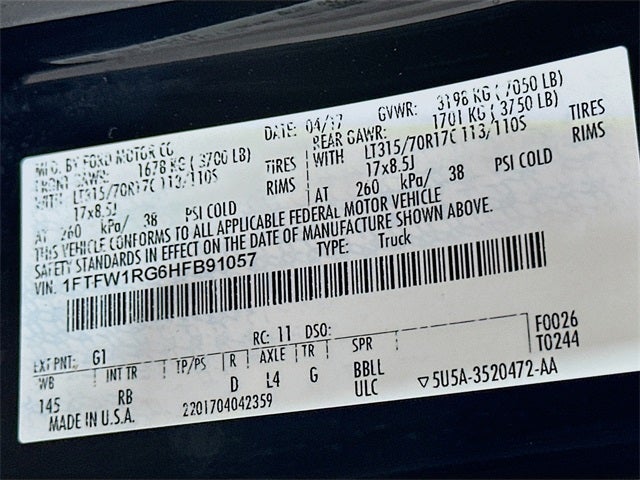 MFG. BY FORD MOTOR CO. DATE: 04/17 GVWR: 3198 KG ( 7050 LB)
FRONT GAWR: 1678 KG ( 3700 LB) REAR GAWR: 1701 KG ( 3750 LB)
WITH LT315/70R17C 113/110S TIRES WITH LT315/70R17C 113/110S TIRES
17x8.5J RIMS 17x8.5J RIMS
AT 260 kPa/ 38 PSI COLD AT 260 kPa/ 38 PSI COLD
THIS VEHICLE CONFORMS TO ALL APPLICABLE FEDERAL MOTOR VEHICLE
SAFETY STANDARDS IN EFFECT ON THE DATE OF MANUFACTURE SHOWN ABOVE.
VIN: 1FTFW1RG6HFB91057 TYPE: Truck
EXT PNT: G1 RC: 11 DSO: F0026
WB INT TR TP/PS R AXLE TR SPR T0244
145 RB D L4 G BBLL
ULC ▽5U5A-3520472-AA
MADE IN U.S.A. 2201704042359